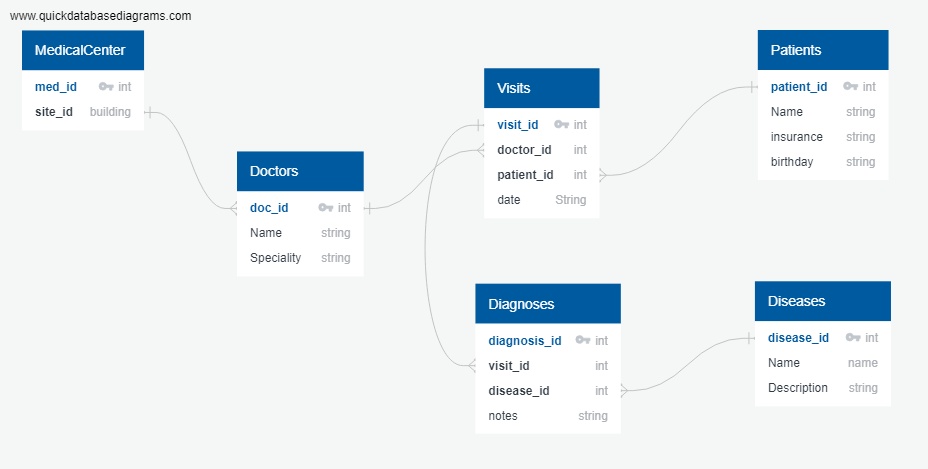 www.quickdatabasediagrams.com
MedicalCenter
med_id int
site_id building
Doctors
doc_id int
Name string
Speciality string
Visits
visit_id int
doctor_id int
patient_id int
date String
Patients
patient_id int
Name string
insurance string
birthday string
Diagnoses
diagnosis_id int
visit_id int
disease_id int
notes string
Diseases
disease_id int
Name name
Description string